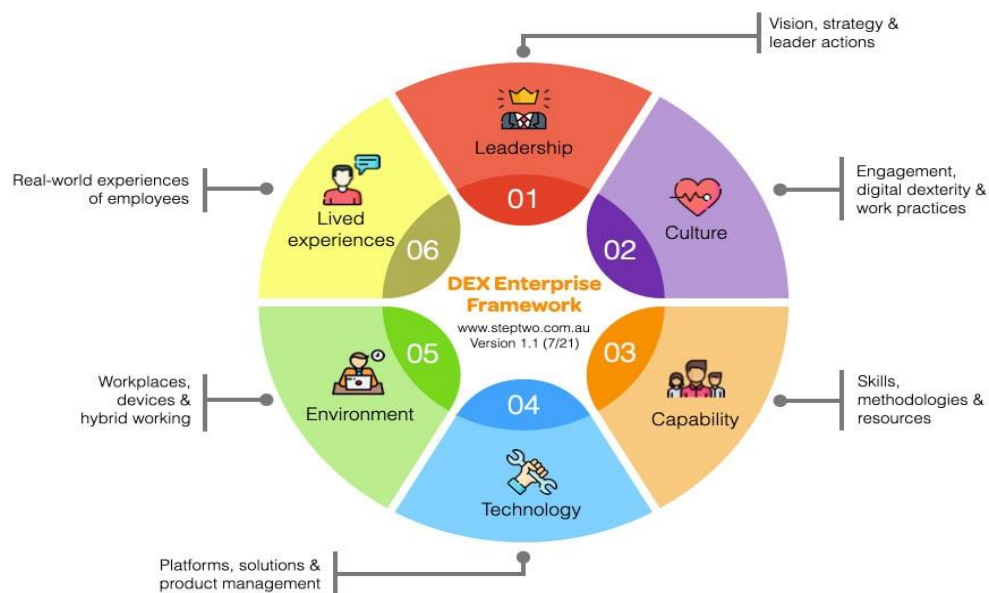 Vision, strategy &
leader actions
Leadership
01
Engagement,
digital dexterity &
work practices
Culture
02
Skills,
methodologies &
resources
Capability
03
Platforms, solutions &
product management
Technology
04
Workplaces,
devices &
hybrid working
Environment
05
Real-world experiences
of employees
Lived
experiences
06
DEX Enterprise
Framework
www.steptwo.com.au
Version 1.1 (7/21)